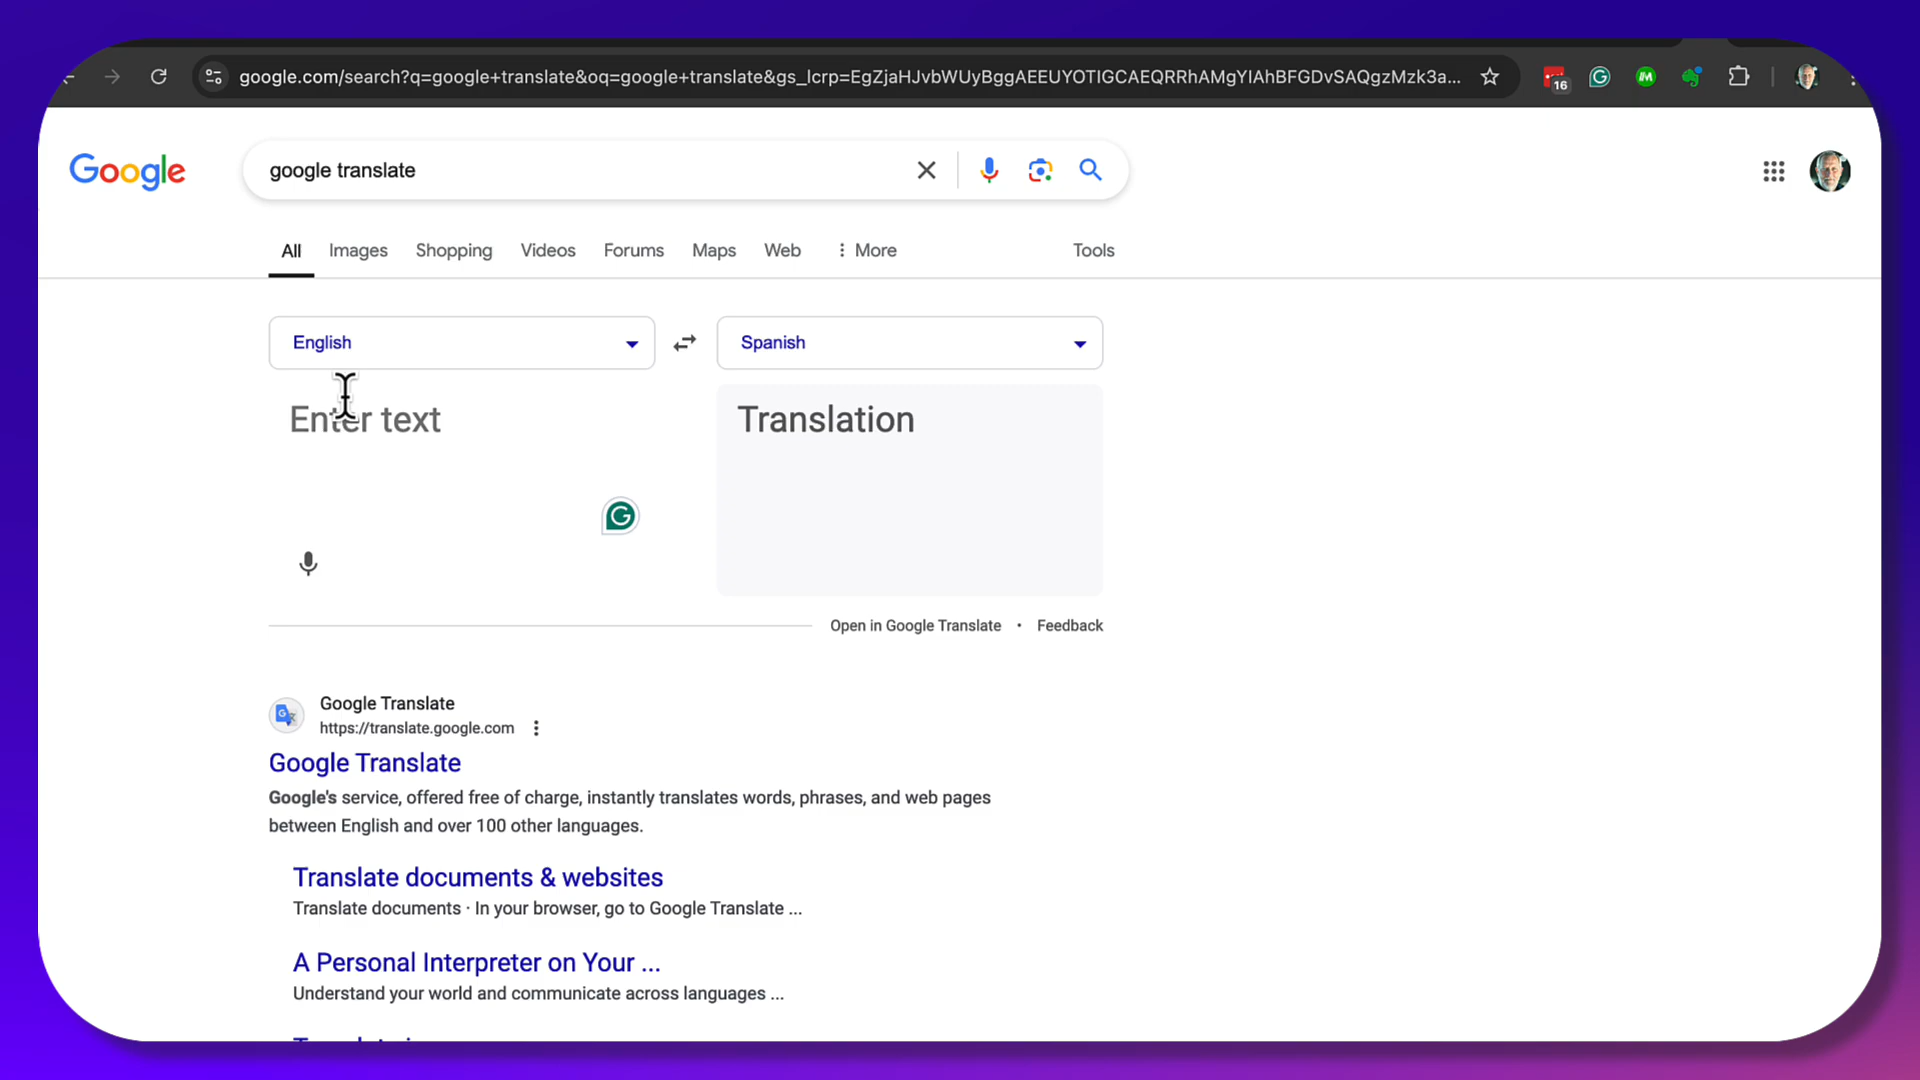 google.com/search?q=google+translate&oq=google+translate&gs_lcrp=EgZjaHJvbWUyBggAEEUYOTIGCAEQRRhAMgYIAhBFGDvSAQgzMzk3a...
16
Google
google translate
All Images Shopping Videos Forums Maps Web More Tools
English Spanish
Enter text Translation
Open in Google Translate • Feedback
Google Translate
https://translate.google.com
Google Translate
Google's service, offered free of charge, instantly translates words, phrases, and web pages
between English and over 100 other languages.
Translate documents & websites
Translate documents · In your browser, go to Google Translate ...
A Personal Interpreter on Your ...
Understand your world and communicate across languages ...